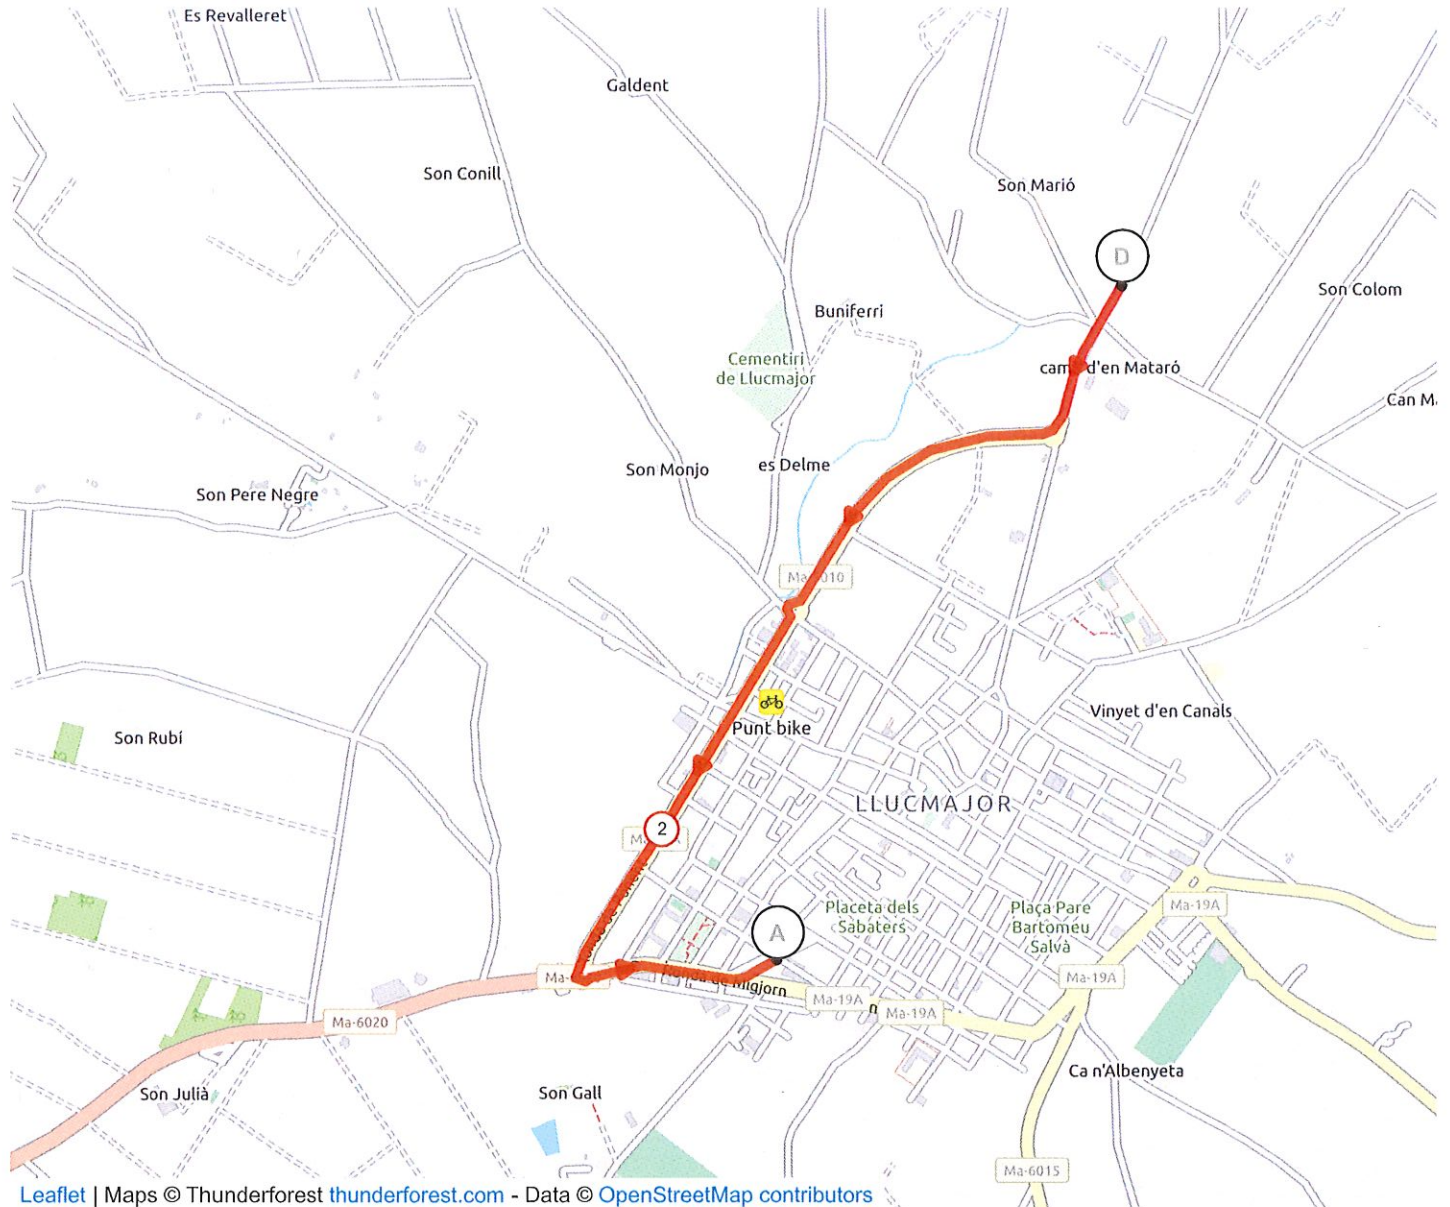 Es Revalleret
Galdent
Son Conill
Son Marió
D
Son Colom
Buniferri
Cementiri
de Llucmajor
d'en Mataró
Son Monjo
es Delme
Son Pere Negre
Vinyet d'en Canals
Punt bike
Son Rubí
LLUCMAJOR
2
Placeta dels
Sabaters
Plaça Pare
Bartomeu
Salvà
A
Ma-19A
Ma-19A
Ronda de Migjorn
Ma-19A
Ma-19A
Ma-6020
Ca n'Albenyeta
Son Julià
Son Gall
Ma-6015
Leaflet | Maps © Thunderforest thunderforest.com - Data © OpenStreetMap contributors